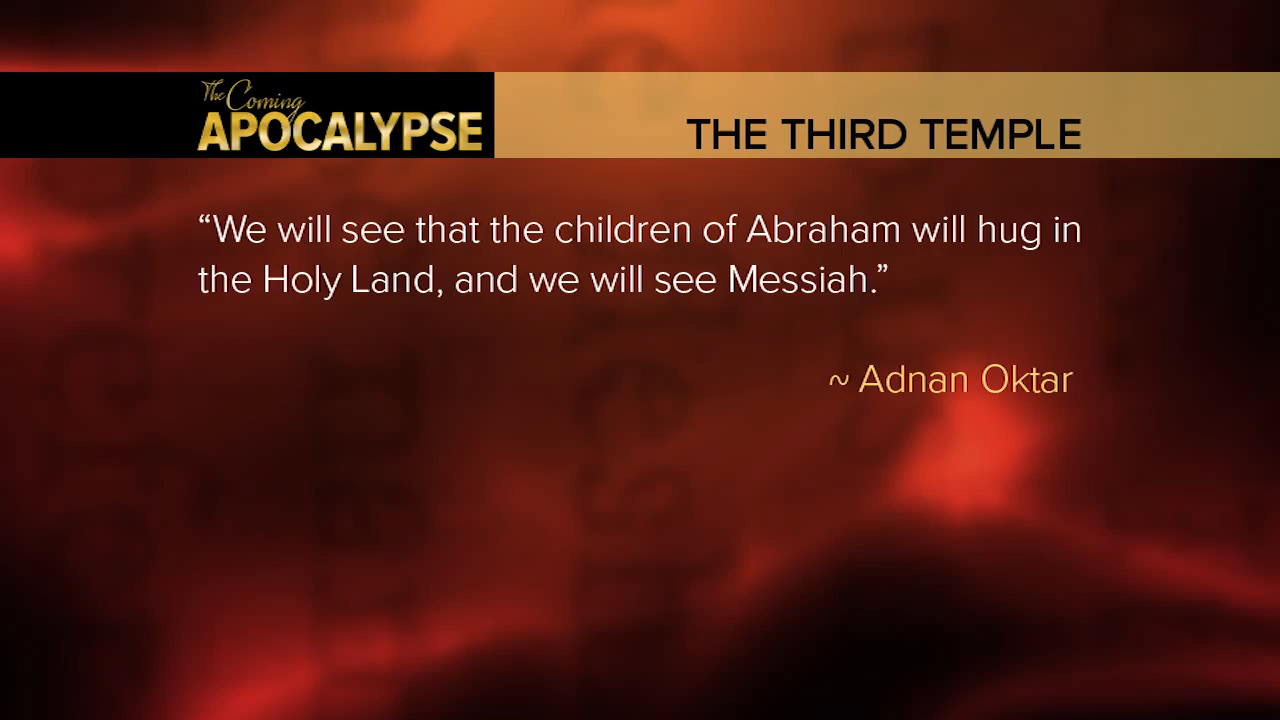 The Coming
APOCALYPSE
THE THIRD TEMPLE
“We will see that the children of Abraham will hug in
the Holy Land, and we will see Messiah.”
~ Adnan Oktar